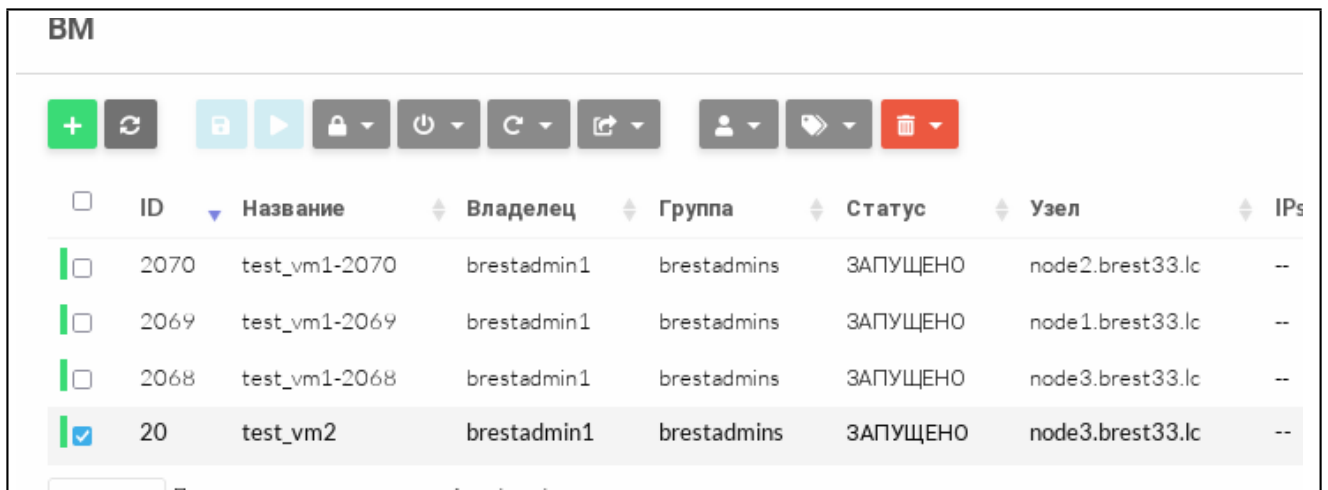 ВМ
ID Название Владелец Группа Статус Узел IPs
2070 test_vm1-2070 brestadmin1 brestadmins ЗАПУЩЕНО node2.brest33.lc --
2069 test_vm1-2069 brestadmin1 brestadmins ЗАПУЩЕНО node1.brest33.lc --
2068 test_vm1-2068 brestadmin1 brestadmins ЗАПУЩЕНО node3.brest33.lc --
20 test_vm2 brestadmin1 brestadmins ЗАПУЩЕНО node3.brest33.lc --